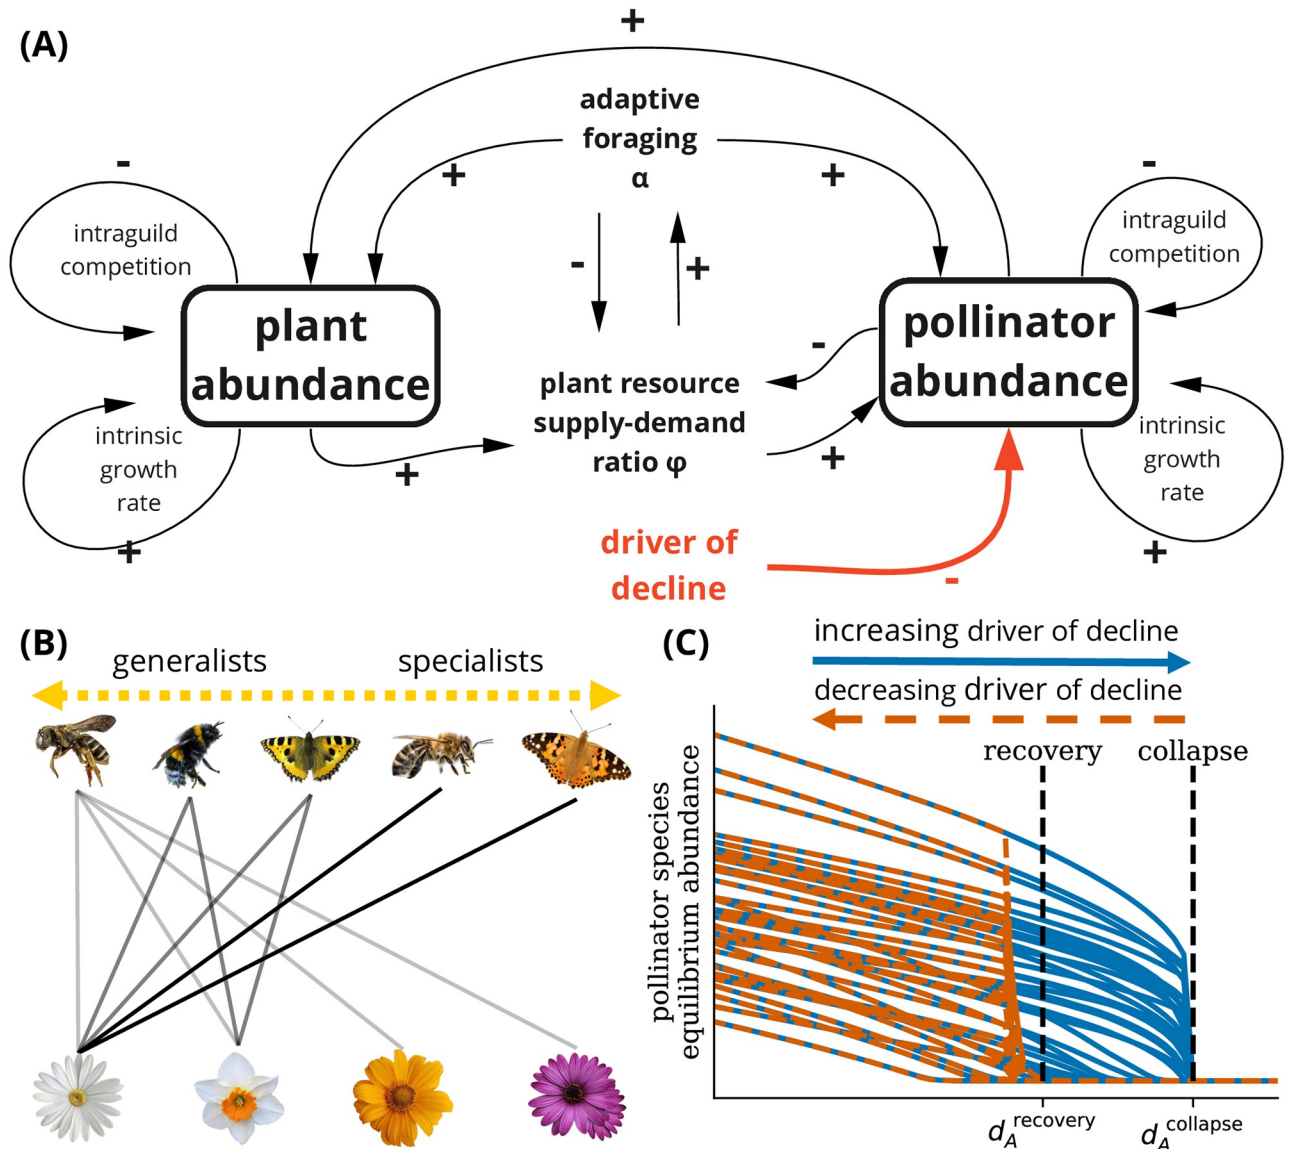 (A)
+
adaptive
foraging
α
+
+
-
intraguild
competition
-
intraguild
competition
-
+
plant
abundance
pollinator
abundance
-
plant resource
supply-demand
ratio φ
+
+
intrinsic
growth
rate
+
intrinsic
growth
rate
+
driver of
decline
-
(B)
generalists
specialists
(C)
increasing driver of decline
decreasing driver of decline
recovery
collapse
pollinator species
equilibrium abundance
d_A^recovery
d_A^collapse